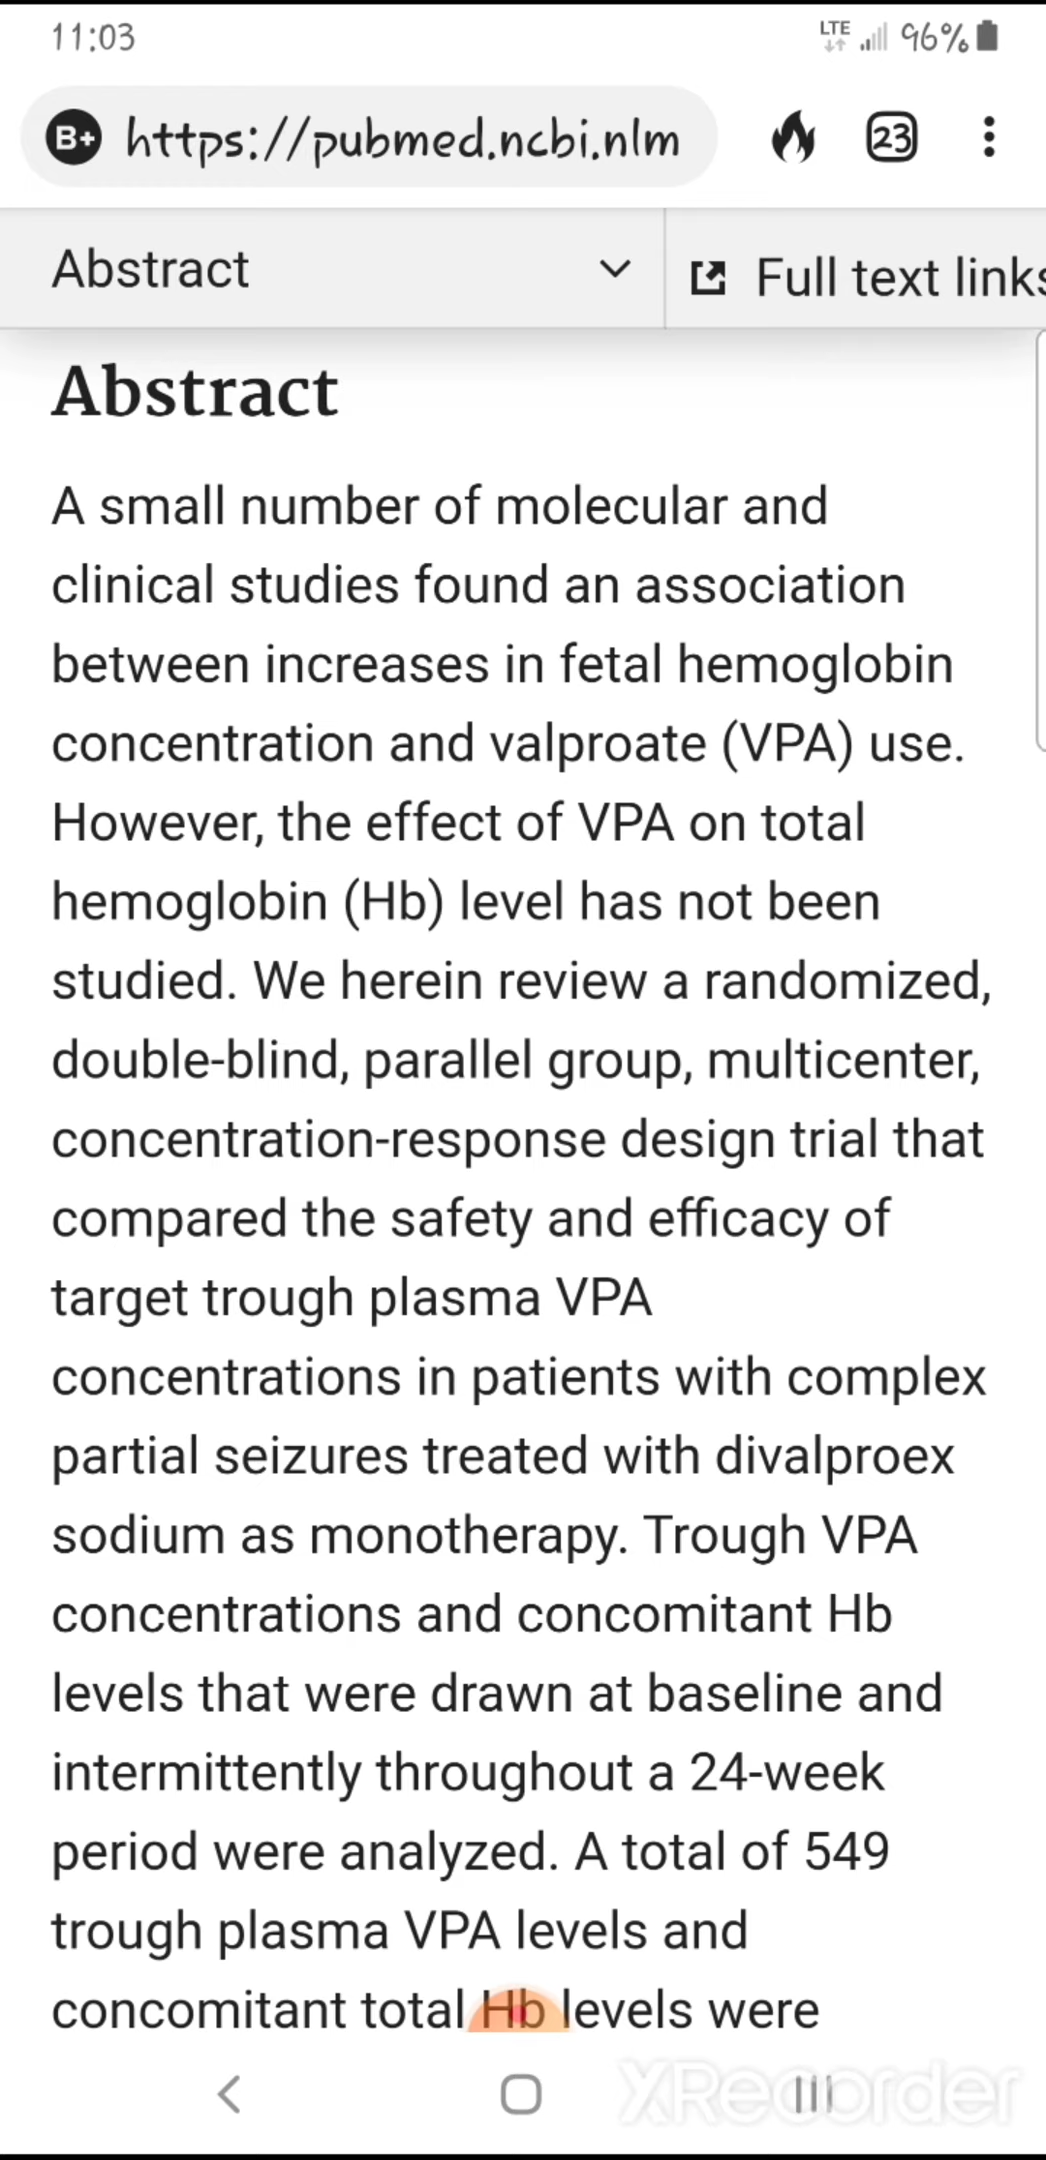 11:03
LTE 96%
B+ https://pubmed.ncbi.nlm 23
Abstract
Full text links
Abstract
A small number of molecular and
clinical studies found an association
between increases in fetal hemoglobin
concentration and valproate (VPA) use.
However, the effect of VPA on total
hemoglobin (Hb) level has not been
studied. We herein review a randomized,
double-blind, parallel group, multicenter,
concentration-response design trial that
compared the safety and efficacy of
target trough plasma VPA
concentrations in patients with complex
partial seizures treated with divalproex
sodium as monotherapy. Trough VPA
concentrations and concomitant Hb
levels that were drawn at baseline and
intermittently throughout a 24-week
period were analyzed. A total of 549
trough plasma VPA levels and
concomitant total Hb levels were
XRecorder